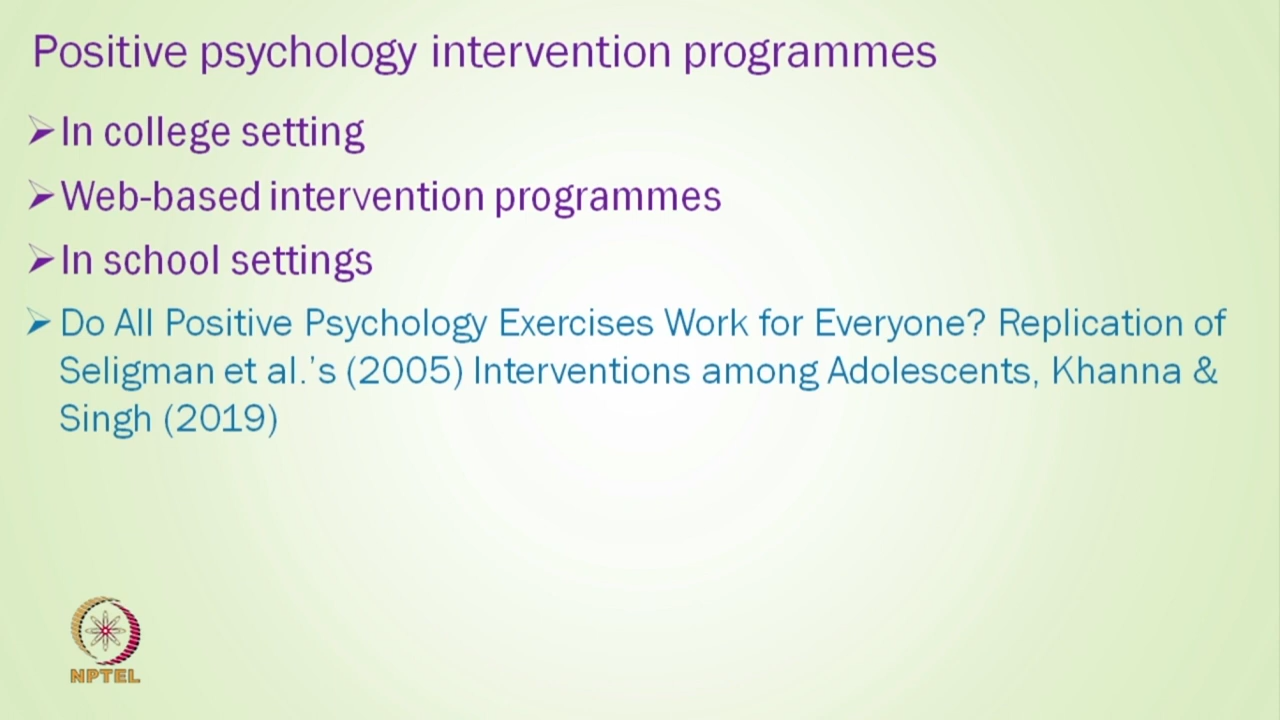 Positive psychology intervention programmes
➢In college setting
➢Web-based intervention programmes
➢In school settings
➢Do All Positive Psychology Exercises Work for Everyone? Replication of
Seligman et al.'s (2005) Interventions among Adolescents, Khanna &
Singh (2019)
NPTEL